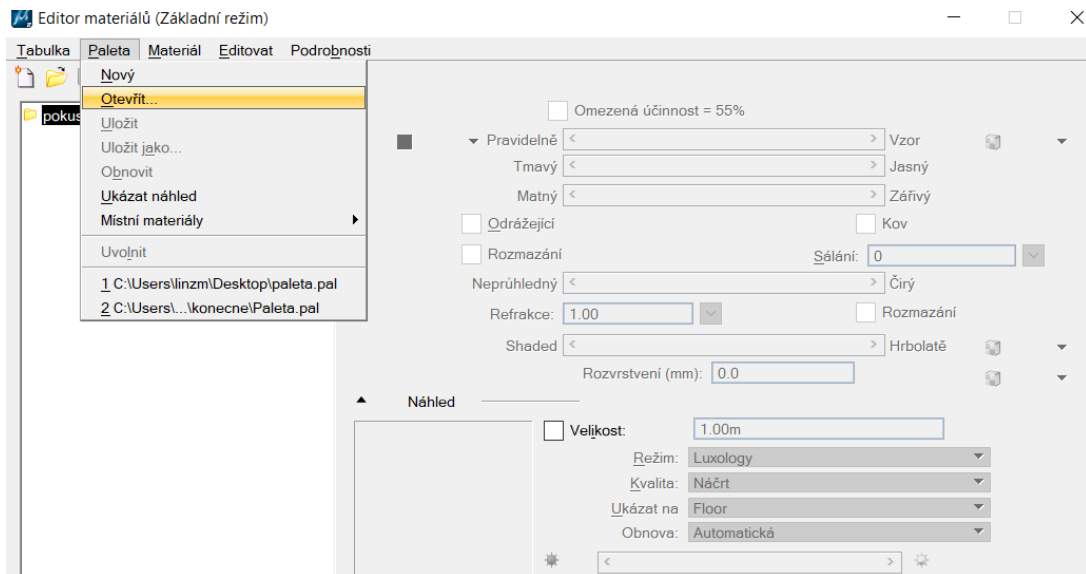 Editor materiálů (Základní režim)
Tabulka Paleta Materiál Editovat Podrobnosti
Nový
Otevřít...
Uložit
Uložit jako...
Obnovit
Ukázat náhled
Místní materiály
Uvolnit
1 C:\Users\linzm\Desktop\paleta.pal
2 C:\Users\...\konecne\Paleta.pal
pokus
Omezená účinnost = 55%
Pravidelně Vzor
Tmavý Jasný
Matný Zářivý
Odrážející Kov
Rozmazání Sálání: 0
Neprúhledný Čirý
Refrakce: 1.00 Rozmazání
Shaded Hrbolatě
Rozvrstvení (mm): 0.0
Náhled
Velikost: 1.00m
Režim: Luxology
Kvalita: Náčrt
Ukázat na Floor
Obnova: Automatická